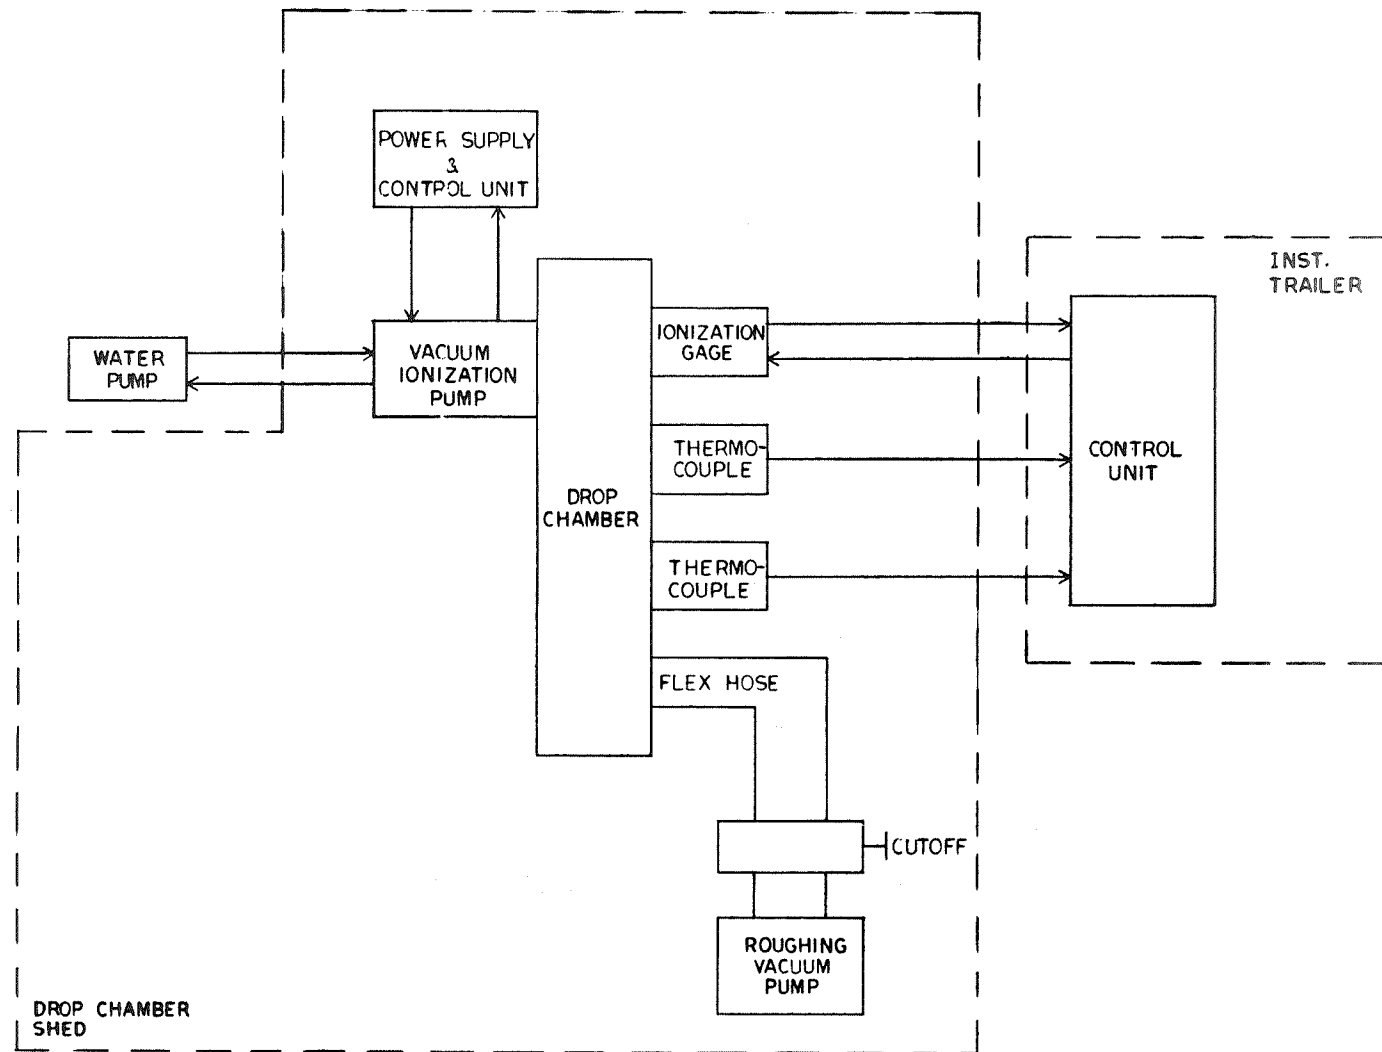 POWER SUPPLY
&
CONTROL UNIT
INST.
TRAILER
WATER
PUMP
VACUUM
IONIZATION
PUMP
IONIZATION
GAGE
THERMO-
COUPLE
CONTROL
UNIT
DROP
CHAMBER
THERMO-
COUPLE
FLEX HOSE
CUTOFF
ROUGHING
VACUUM
PUMP
DROP CHAMBER
SHED